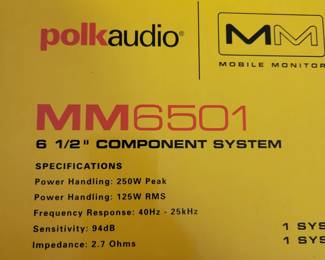 polkaudio®
MM
MOBILE MONITOR
MM6501
6 1/2" COMPONENT SYSTEM
SPECIFICATIONS
Power Handling: 250W Peak
Power Handling: 125W RMS
Frequency Response: 40Hz - 25kHz
Sensitivity: 94dB
Impedance: 2.7 Ohms
1 SYS
1 SYS